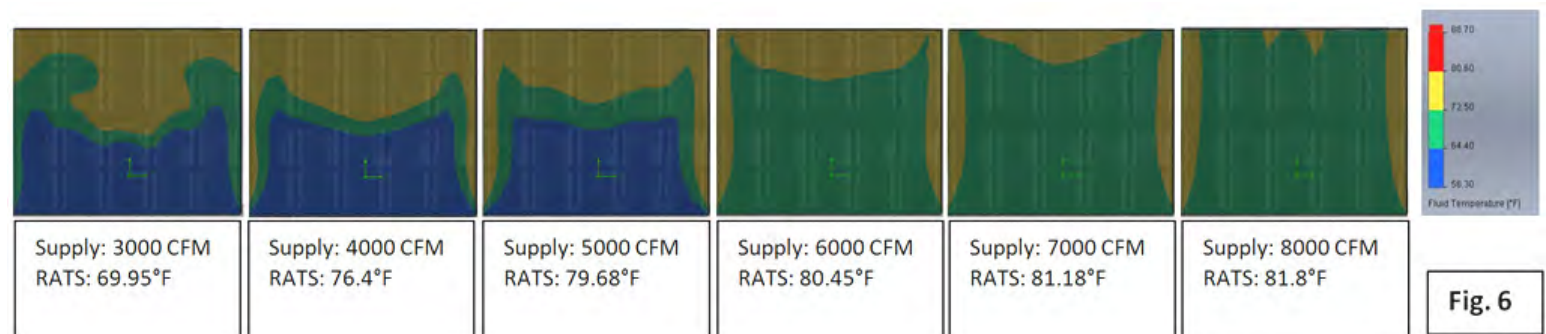 88.70
80.60
72.50
64.40
56.30
Fluid Temperature [°F]
Supply: 3000 CFM
RATS: 69.95°F
Supply: 4000 CFM
RATS: 76.4°F
Supply: 5000 CFM
RATS: 79.68°F
Supply: 6000 CFM
RATS: 80.45°F
Supply: 7000 CFM
RATS: 81.18°F
Supply: 8000 CFM
RATS: 81.8°F
Fig. 6